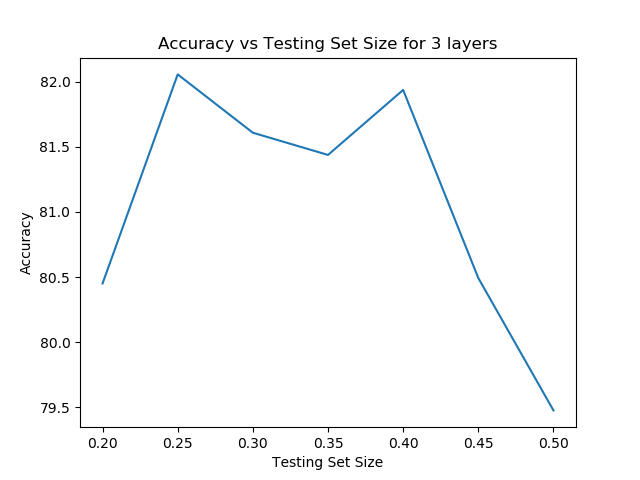 Accuracy vs Testing Set Size for 3 layers
82.0
81.5
81.0
80.5
80.0
79.5
Accuracy
0.20 0.25 0.30 0.35 0.40 0.45 0.50
Testing Set Size